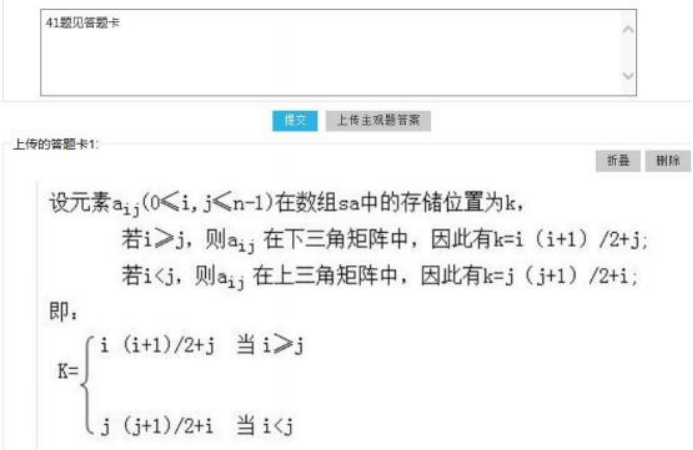 41题见答题卡
提交 上传主观题答案
上传的答题卡1:
折叠 删除
设元素aij(0≤i,j≤n-1)在数组sa中的存储位置为k，
若i≥j，则aij 在下三角矩阵中，因此有k=i（i+1）/2+j;
若i<j，则aij 在上三角矩阵中，因此有k=j（j+1）/2+i;
即：
i (i+1)/2+j 当 i≥j
K=
j (j+1)/2+i 当 i<j